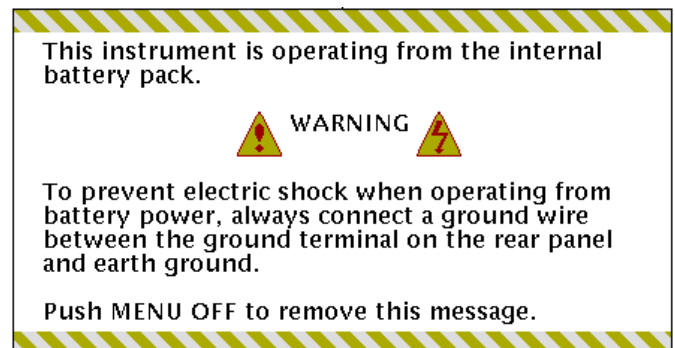 This instrument is operating from the internal
battery pack.
WARNING
To prevent electric shock when operating from
battery power, always connect a ground wire
between the ground terminal on the rear panel
and earth ground.
Push MENU OFF to remove this message.